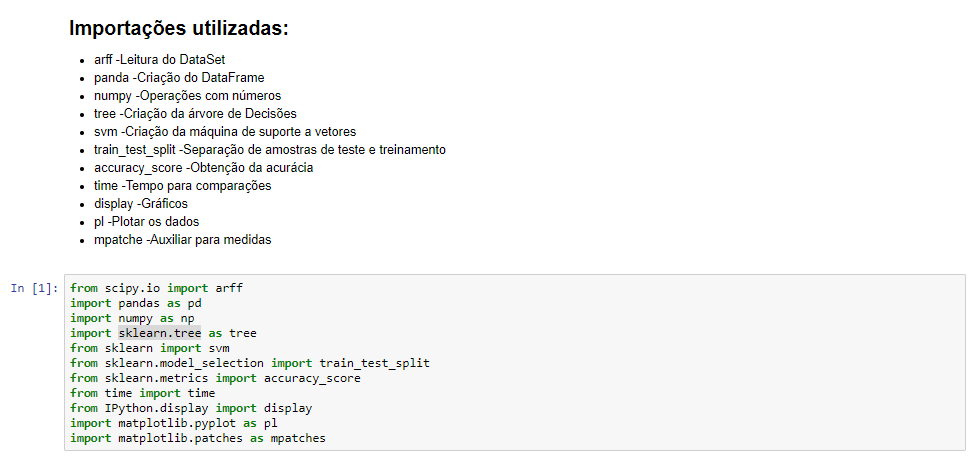 Importações utilizadas:
arff -Leitura do DataSet
panda -Criação do DataFrame
numpy -Operações com números
tree -Criação da árvore de Decisões
svm -Criação da máquina de suporte a vetores
train_test_split -Separação de amostras de teste e treinamento
accuracy_score -Obtenção da acurácia
time -Tempo para comparações
display -Gráficos
pl -Plotar os dados
mpatche -Auxiliar para medidas
In [1]: from scipy.io import arff
import pandas as pd
import numpy as np
import sklearn.tree as tree
from sklearn import svm
from sklearn.model_selection import train_test_split
from sklearn.metrics import accuracy_score
from time import time
from IPython.display import display
import matplotlib.pyplot as pl
import matplotlib.patches as mpatches